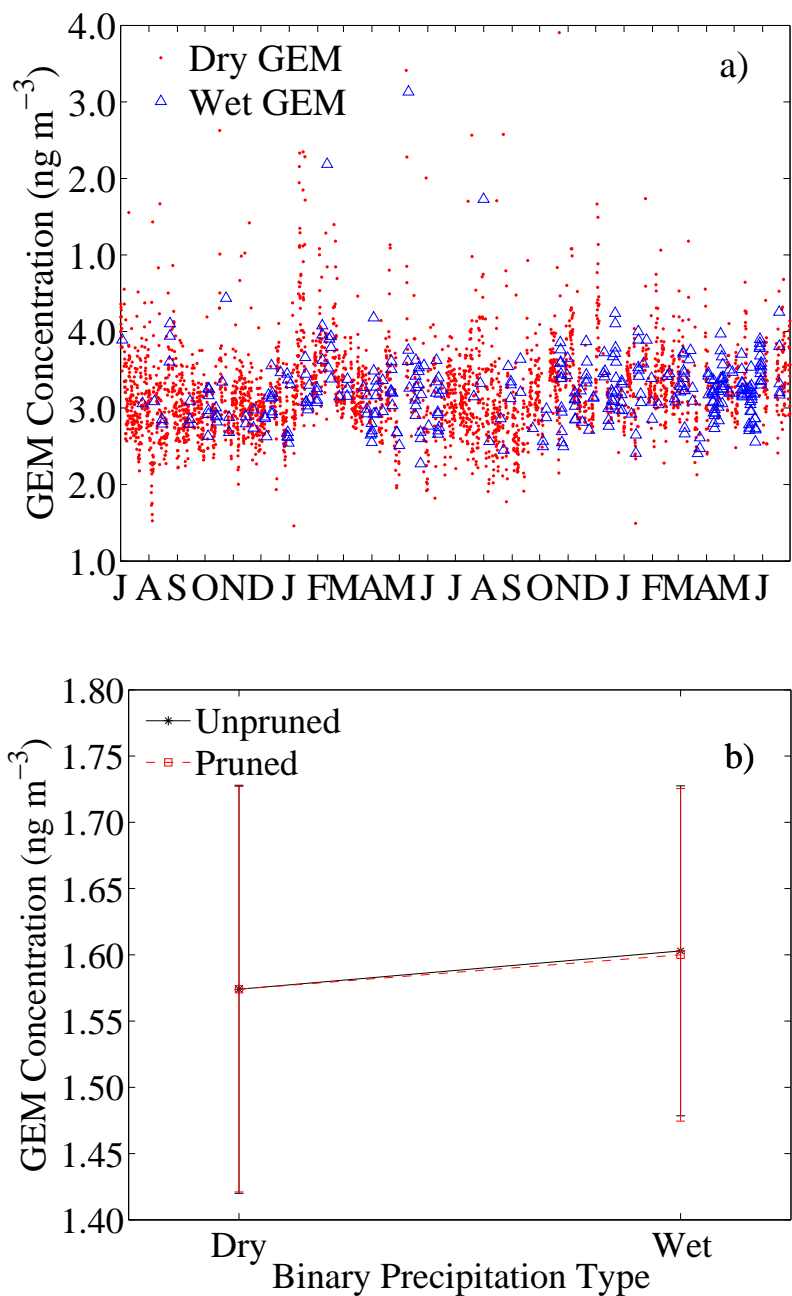 4.0
3.0
2.0
1.0
4.0
3.0
2.0
1.0
GEM Concentration (ng m⁻³)
Dry GEM
Wet GEM
a)
J A S O N D J F M A M J J A S O N D J F M A M J
1.80
1.75
1.70
1.65
1.60
1.55
1.50
1.45
1.40
GEM Concentration (ng m⁻³)
Unpruned
Pruned
b)
Dry Wet
Binary Precipitation Type